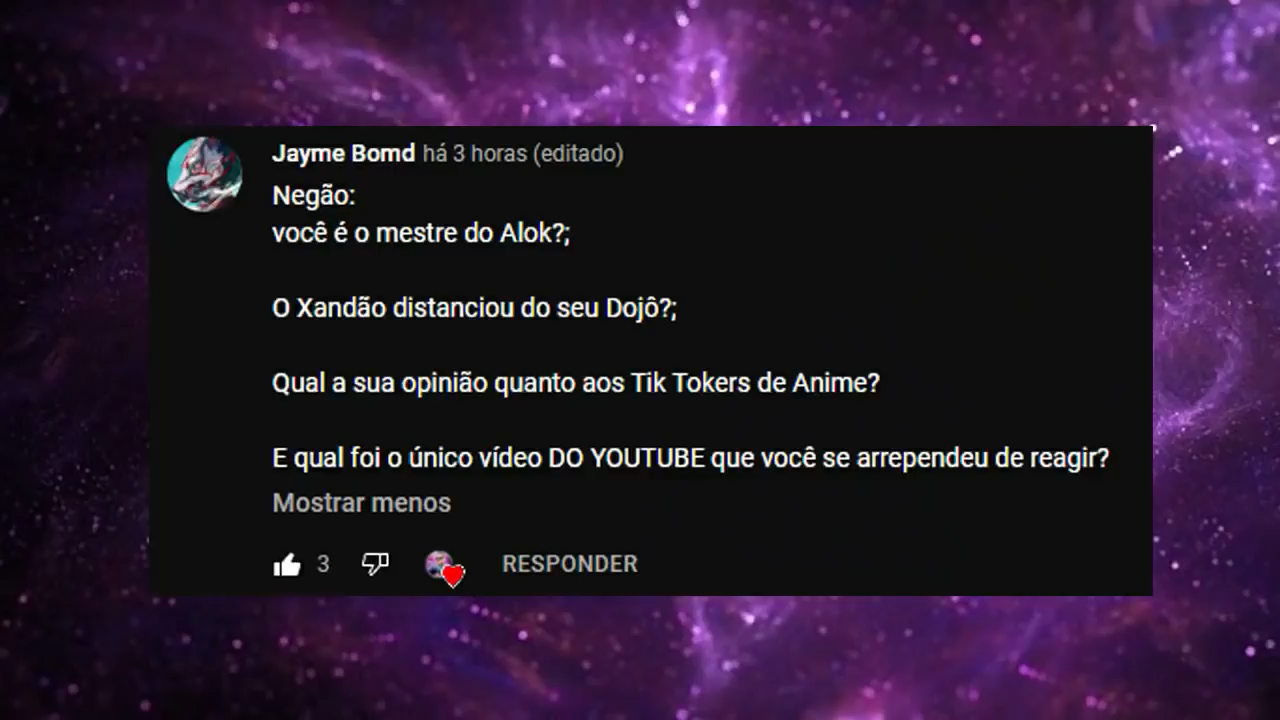 Jayme Bomd há 3 horas (editado)
Negão:
você é o mestre do Alok?;
O Xandão distanciou do seu Dojô?;
Qual a sua opinião quanto aos Tik Tokers de Anime?
E qual foi o único vídeo DO YOUTUBE que você se arrependeu de reagir?
Mostrar menos
3 RESPONDER